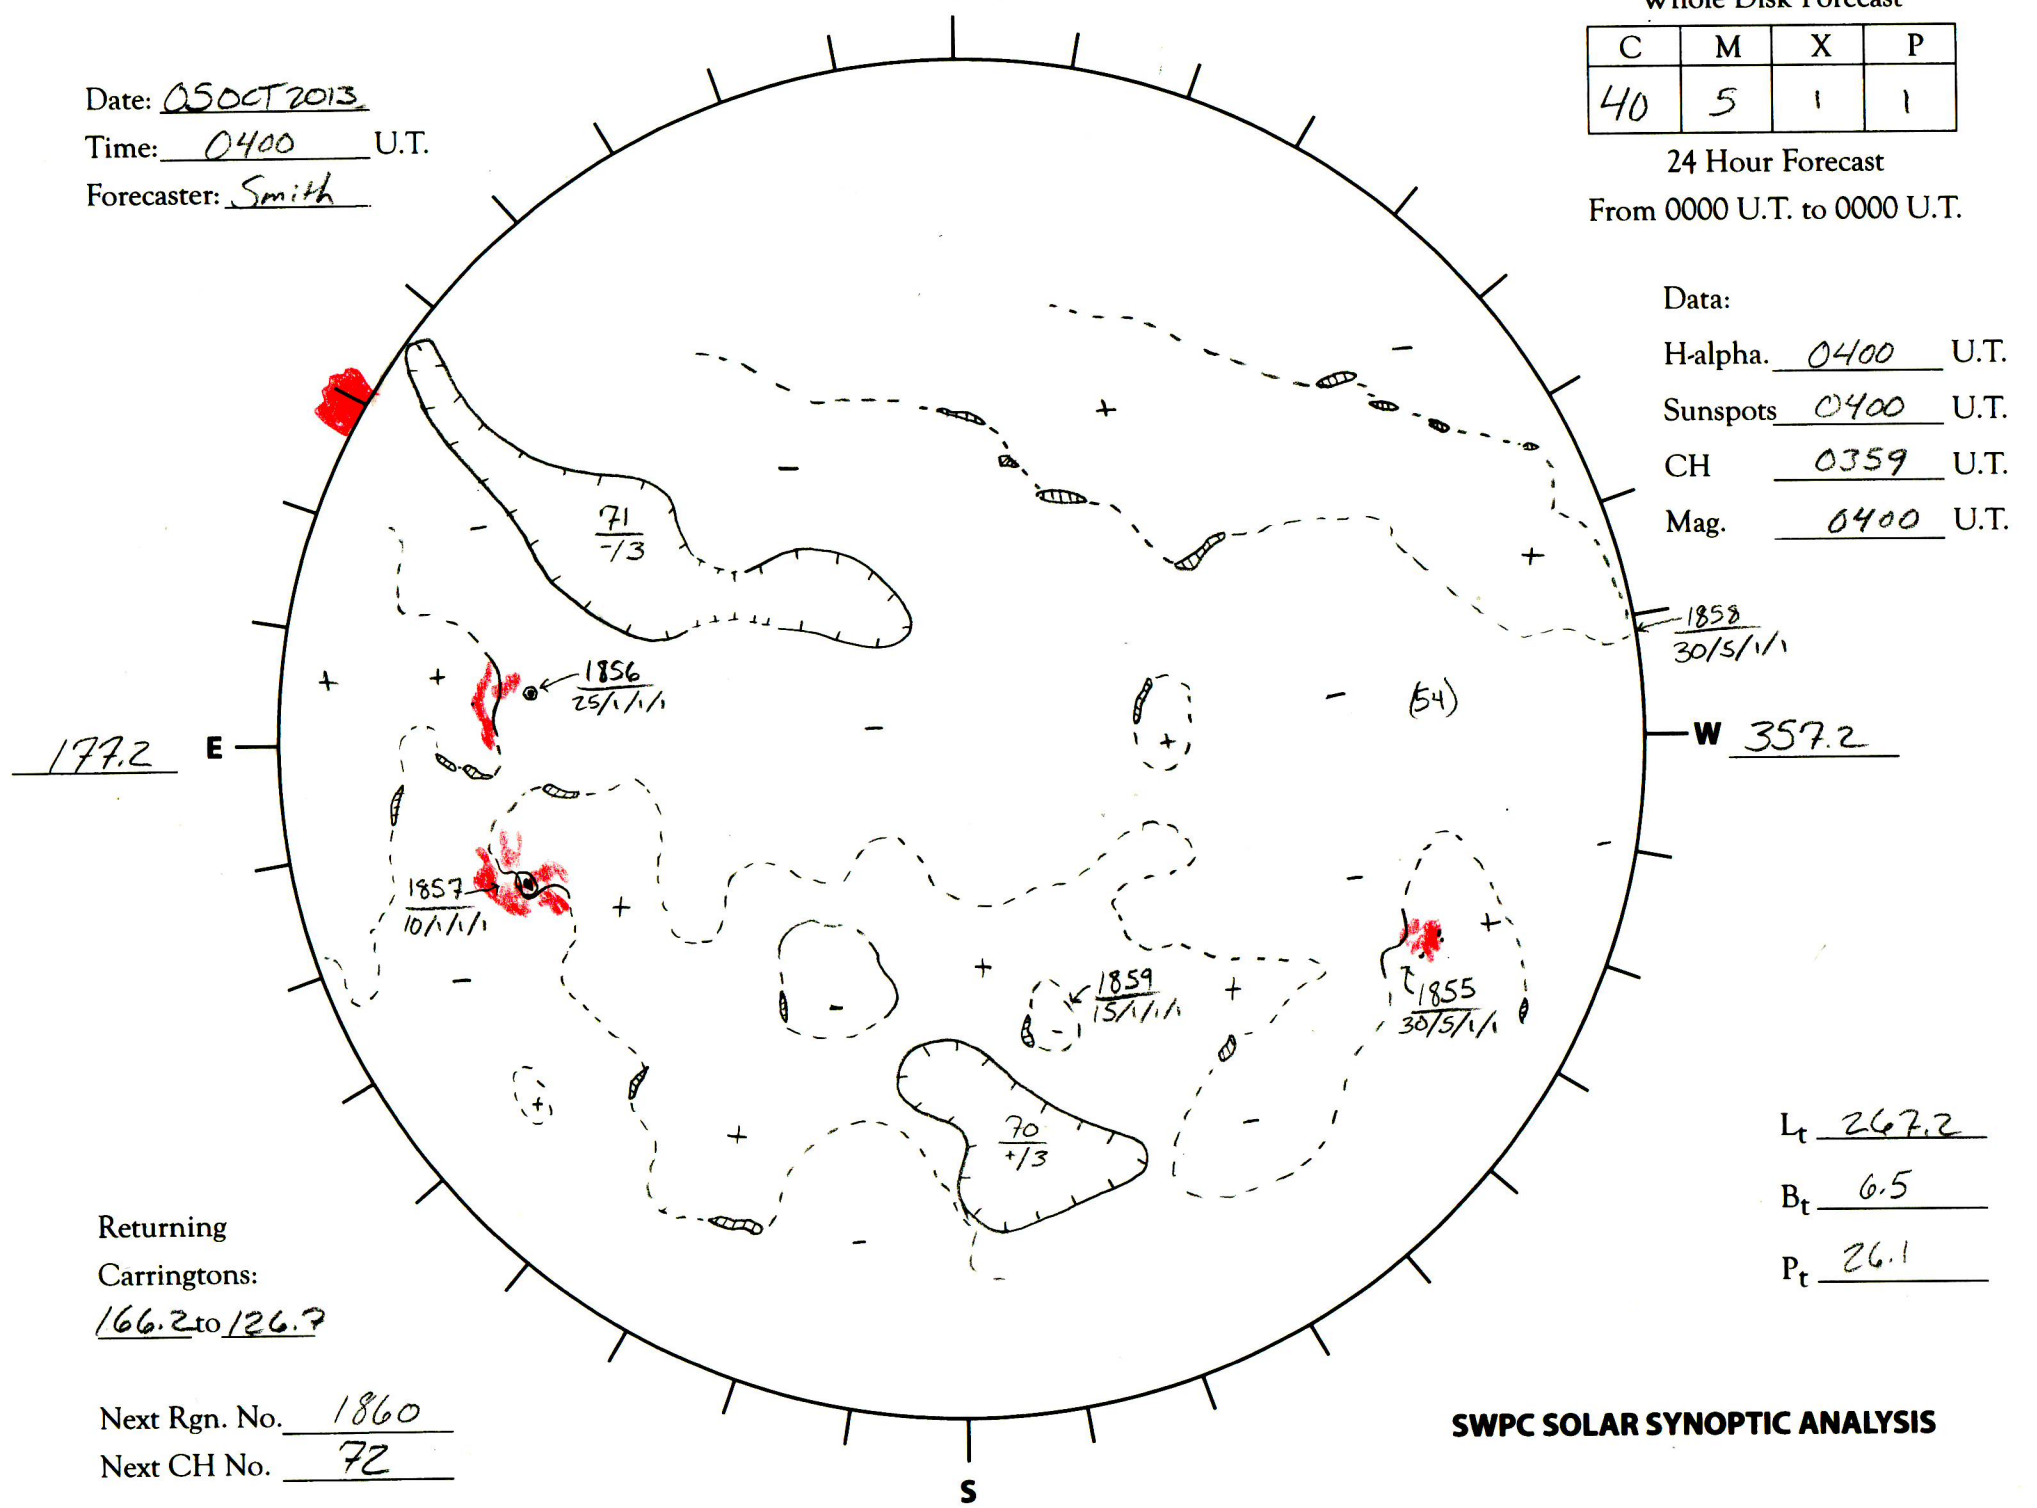 Whole Disk Forecast
C M X P
40 5 1 1
24 Hour Forecast
From 0000 U.T. to 0000 U.T.
Date: 05OCT2013
Time: 0400 U.T.
Forecaster: Smith
Data:
H-alpha. 0400 U.T.
Sunspots 0400 U.T.
CH 0359 U.T.
Mag. 0400 U.T.
-
+
-
71
-/3
-
+
1858
30/5/1/1
+
+
1856
25/1/1/1
-
(54)
177.2 E
-
+
W 357.2
-
-
1857
10/1/1/1
+
+
-
+
-
1859
15/1/1/1
-
+
1855
30/5/1/1
+
+
70
+/3
-
-
Lt 267.2
Bt 6.5
Pt 26.1
Returning
Carringtons:
166.2 to 126.7
Next Rgn. No. 1860
Next CH No. 72
SWPC SOLAR SYNOPTIC ANALYSIS
S